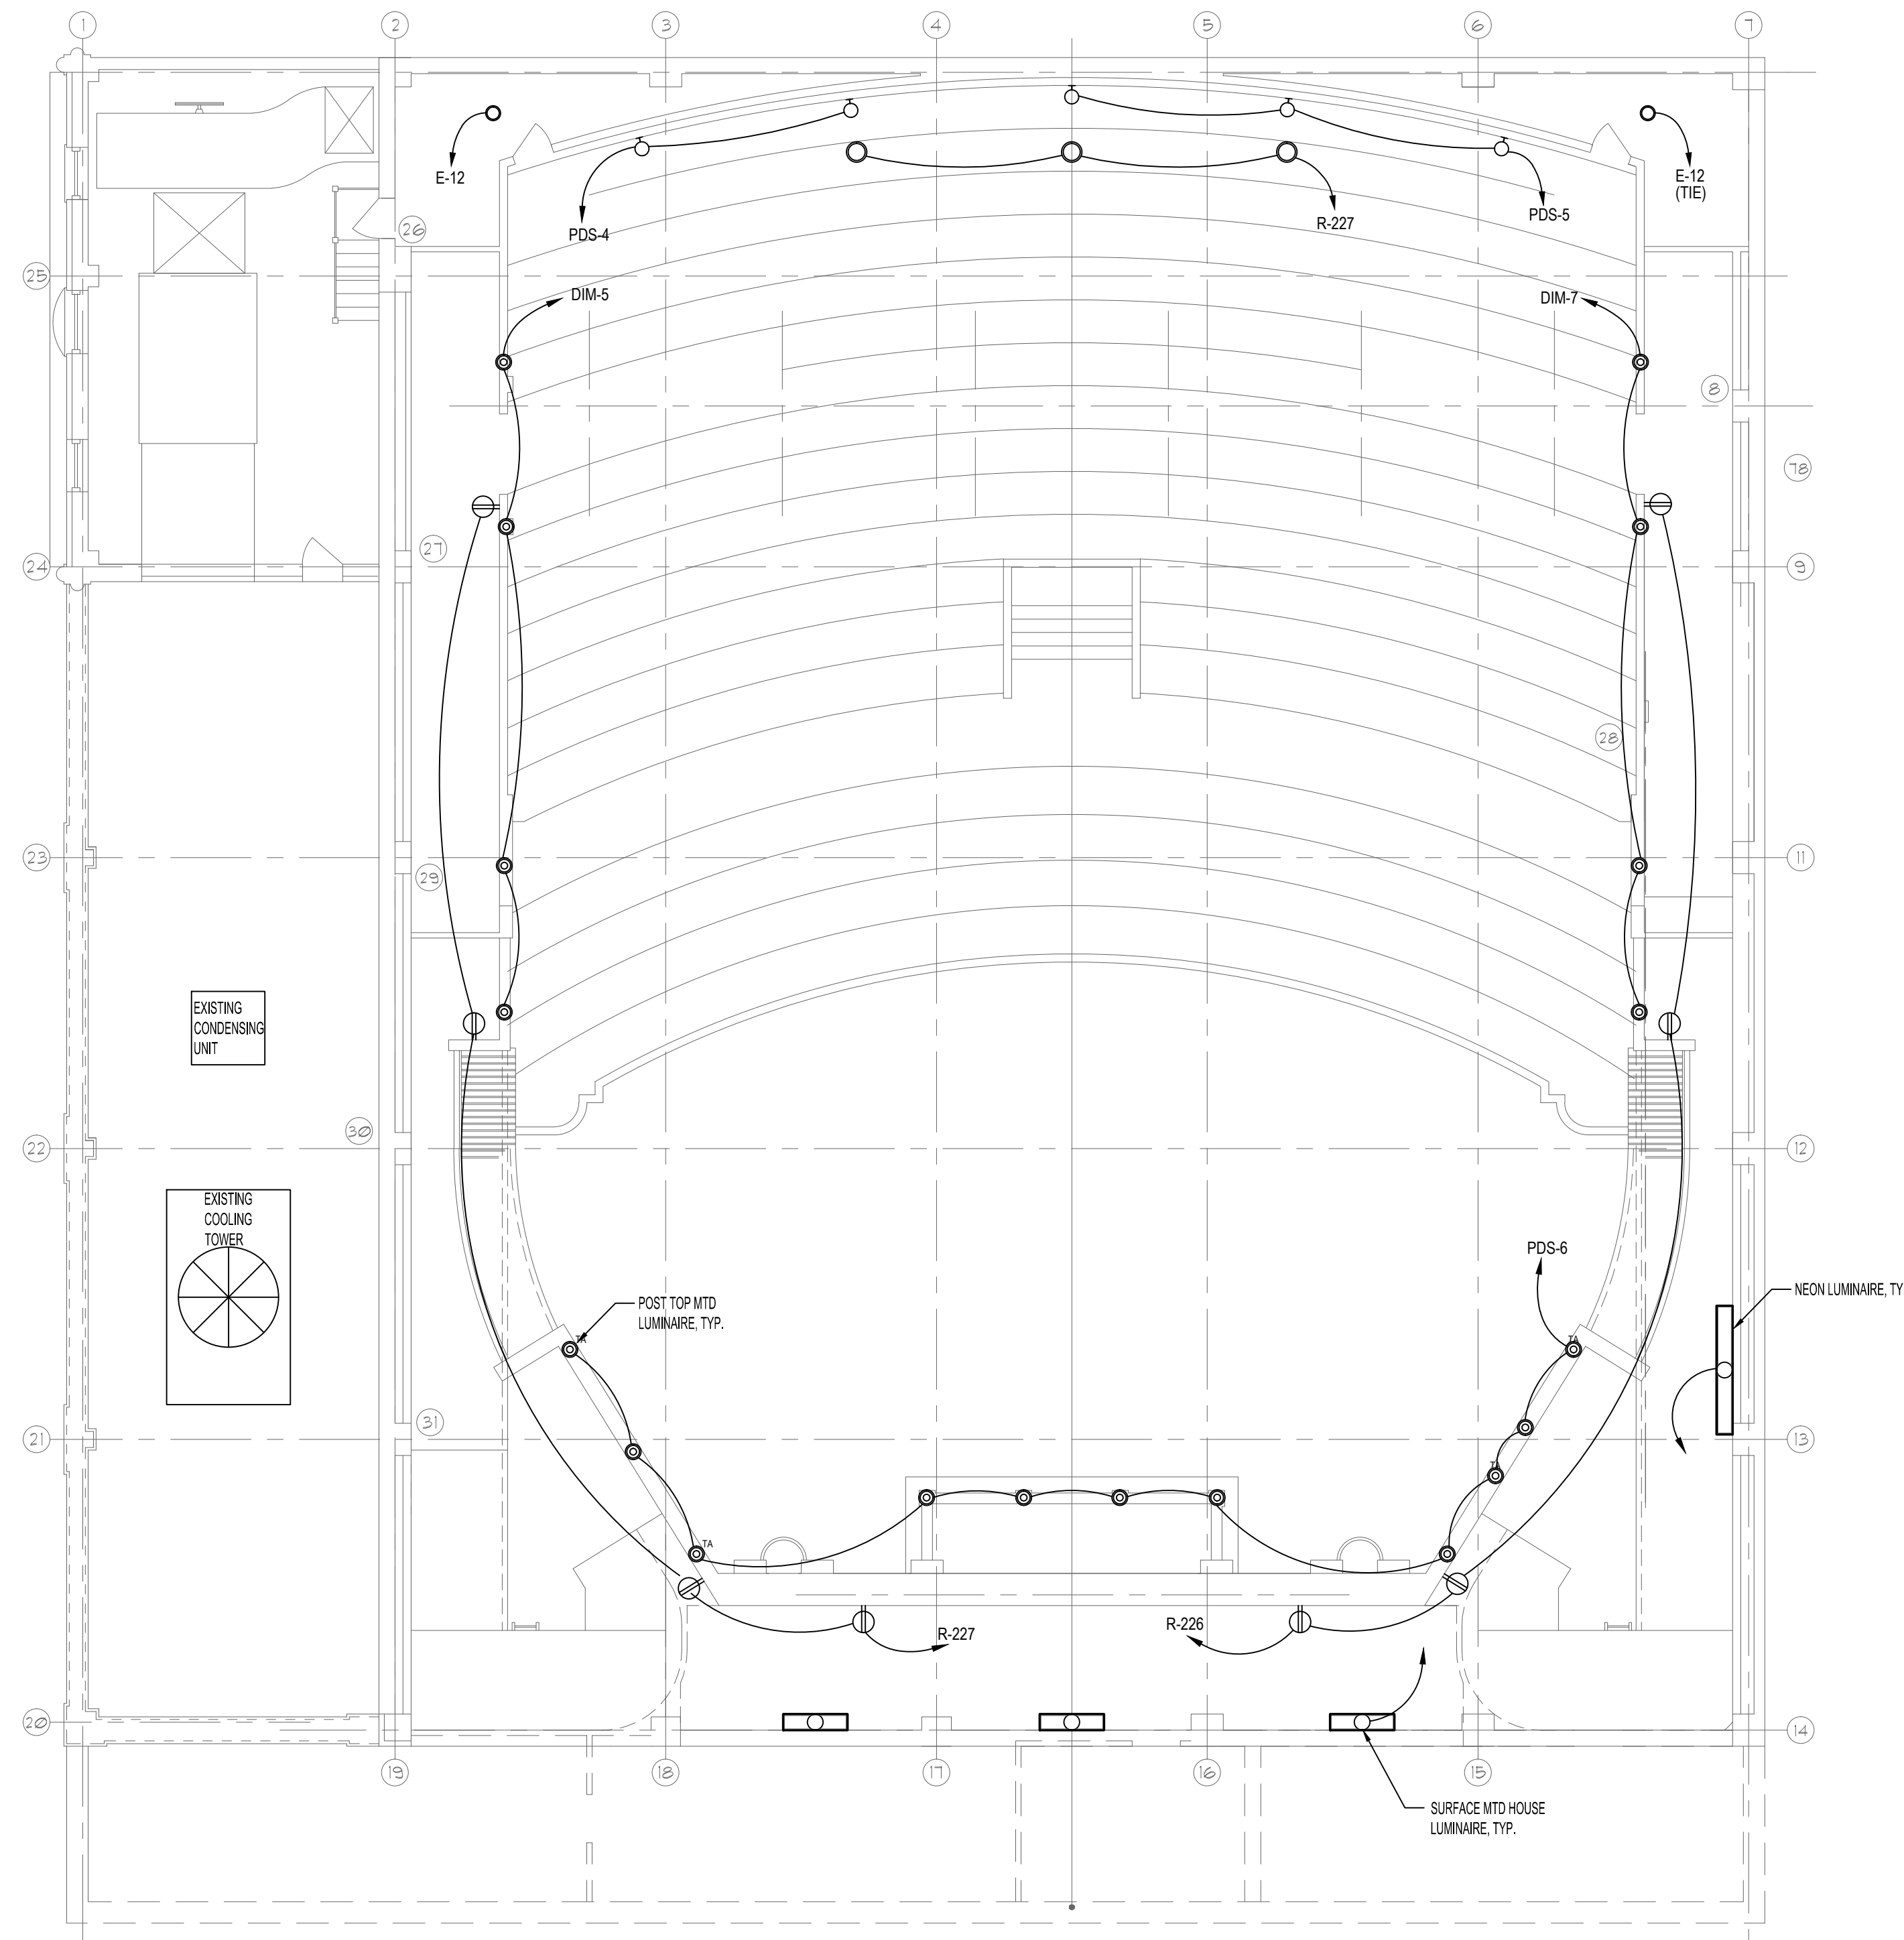 1 2 3 4 5 6 7
E-12
E-12
(TIE)
PDS-4
R-227
PDS-5
26
25
DIM-5
DIM-7
8
78
27
24
9
28
23
29
11
EXISTING
CONDENSING
UNIT
30
22
12
EXISTING
COOLING
TOWER
PDS-6
NEON LUMINAIRE, TY
POST TOP MTD
LUMINAIRE, TYP.
TA
TA
31
21
13
TA
TA
R-227
R-226
20
14
19 18 17 16 15
SURFACE MTD HOUSE
LUMINAIRE, TYP.